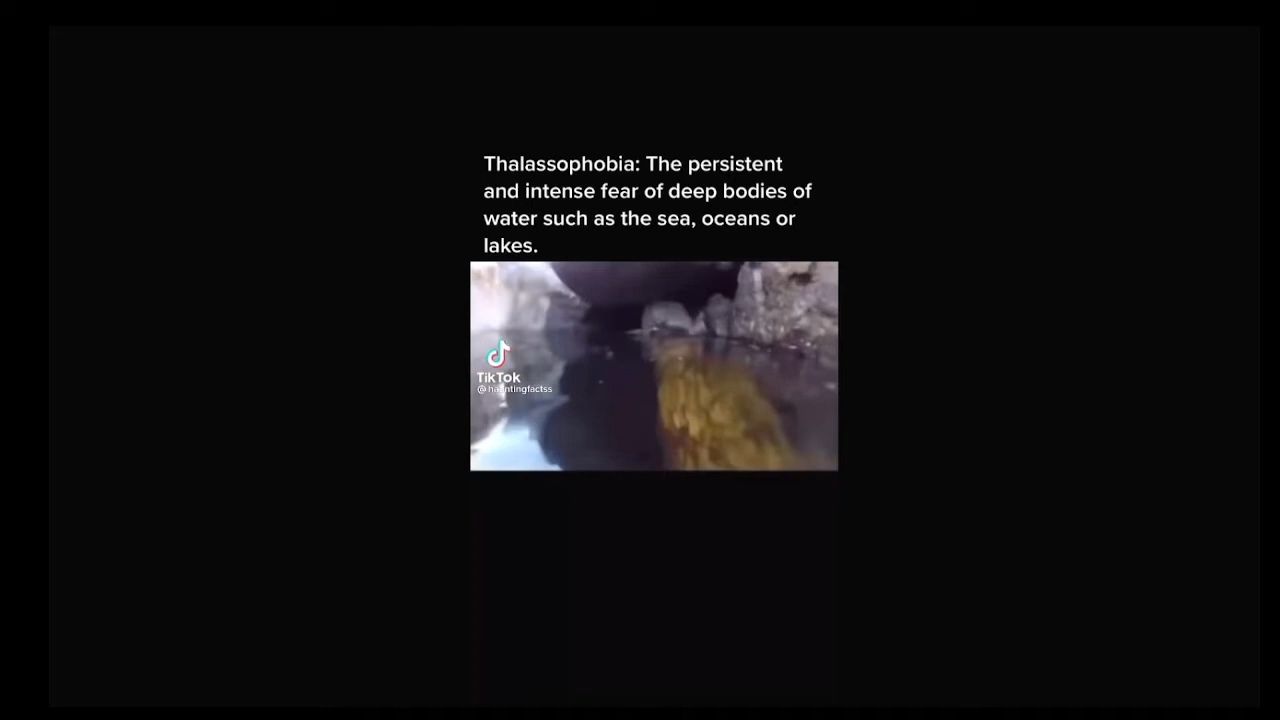 Thalassophobia: The persistent
and intense fear of deep bodies of
water such as the sea, oceans or
lakes.
TikTok
@hauntingfactss